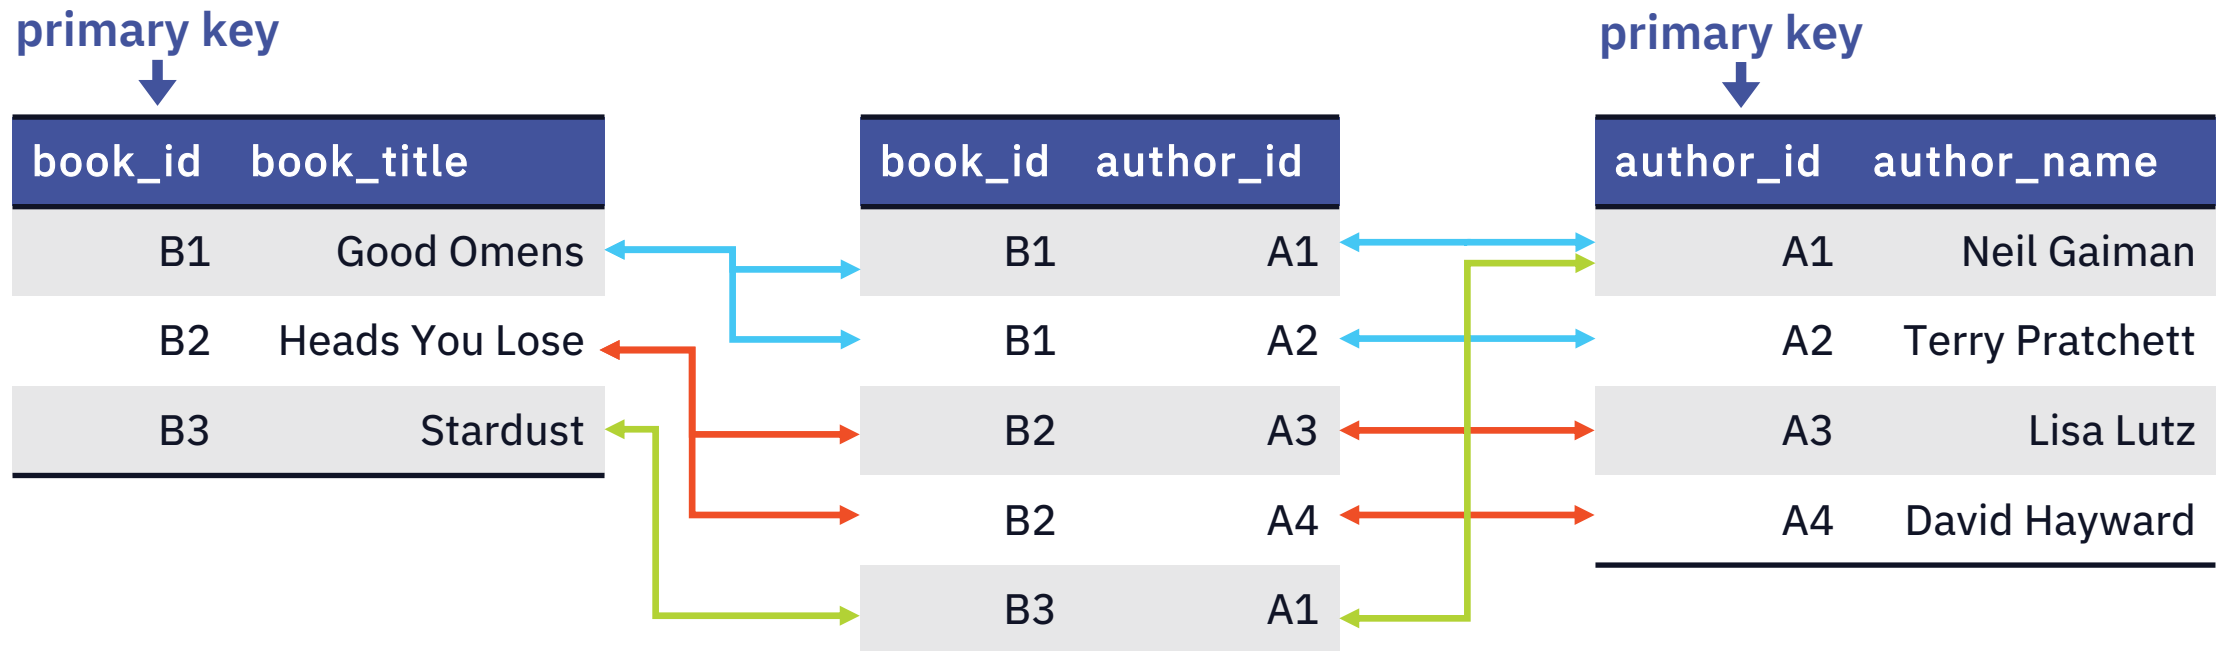 primary key
book_id book_title
B1 Good Omens
B2 Heads You Lose
B3 Stardust
book_id author_id
B1 A1
B1 A2
B2 A3
B2 A4
B3 A1
primary key
author_id author_name
A1 Neil Gaiman
A2 Terry Pratchett
A3 Lisa Lutz
A4 David Hayward